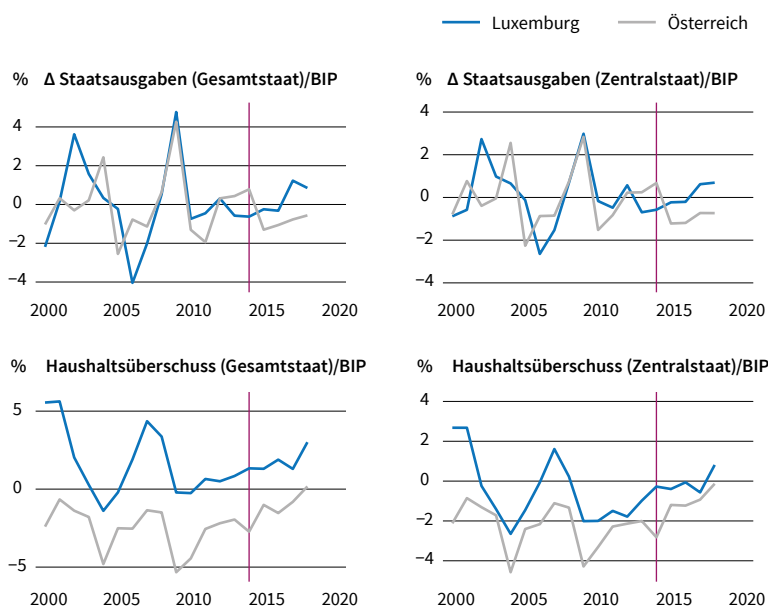 Luxemburg Österreich
% Δ Staatsausgaben (Gesamtstaat)/BIP
4
2
0
−2
−4
2000 2005 2010 2015 2020
% Δ Staatsausgaben (Zentralstaat)/BIP
4
2
0
−2
−4
2000 2005 2010 2015 2020
% Haushaltsüberschuss (Gesamtstaat)/BIP
5
0
−5
2000 2005 2010 2015 2020
% Haushaltsüberschuss (Zentralstaat)/BIP
4
2
0
−2
−4
2000 2005 2010 2015 2020